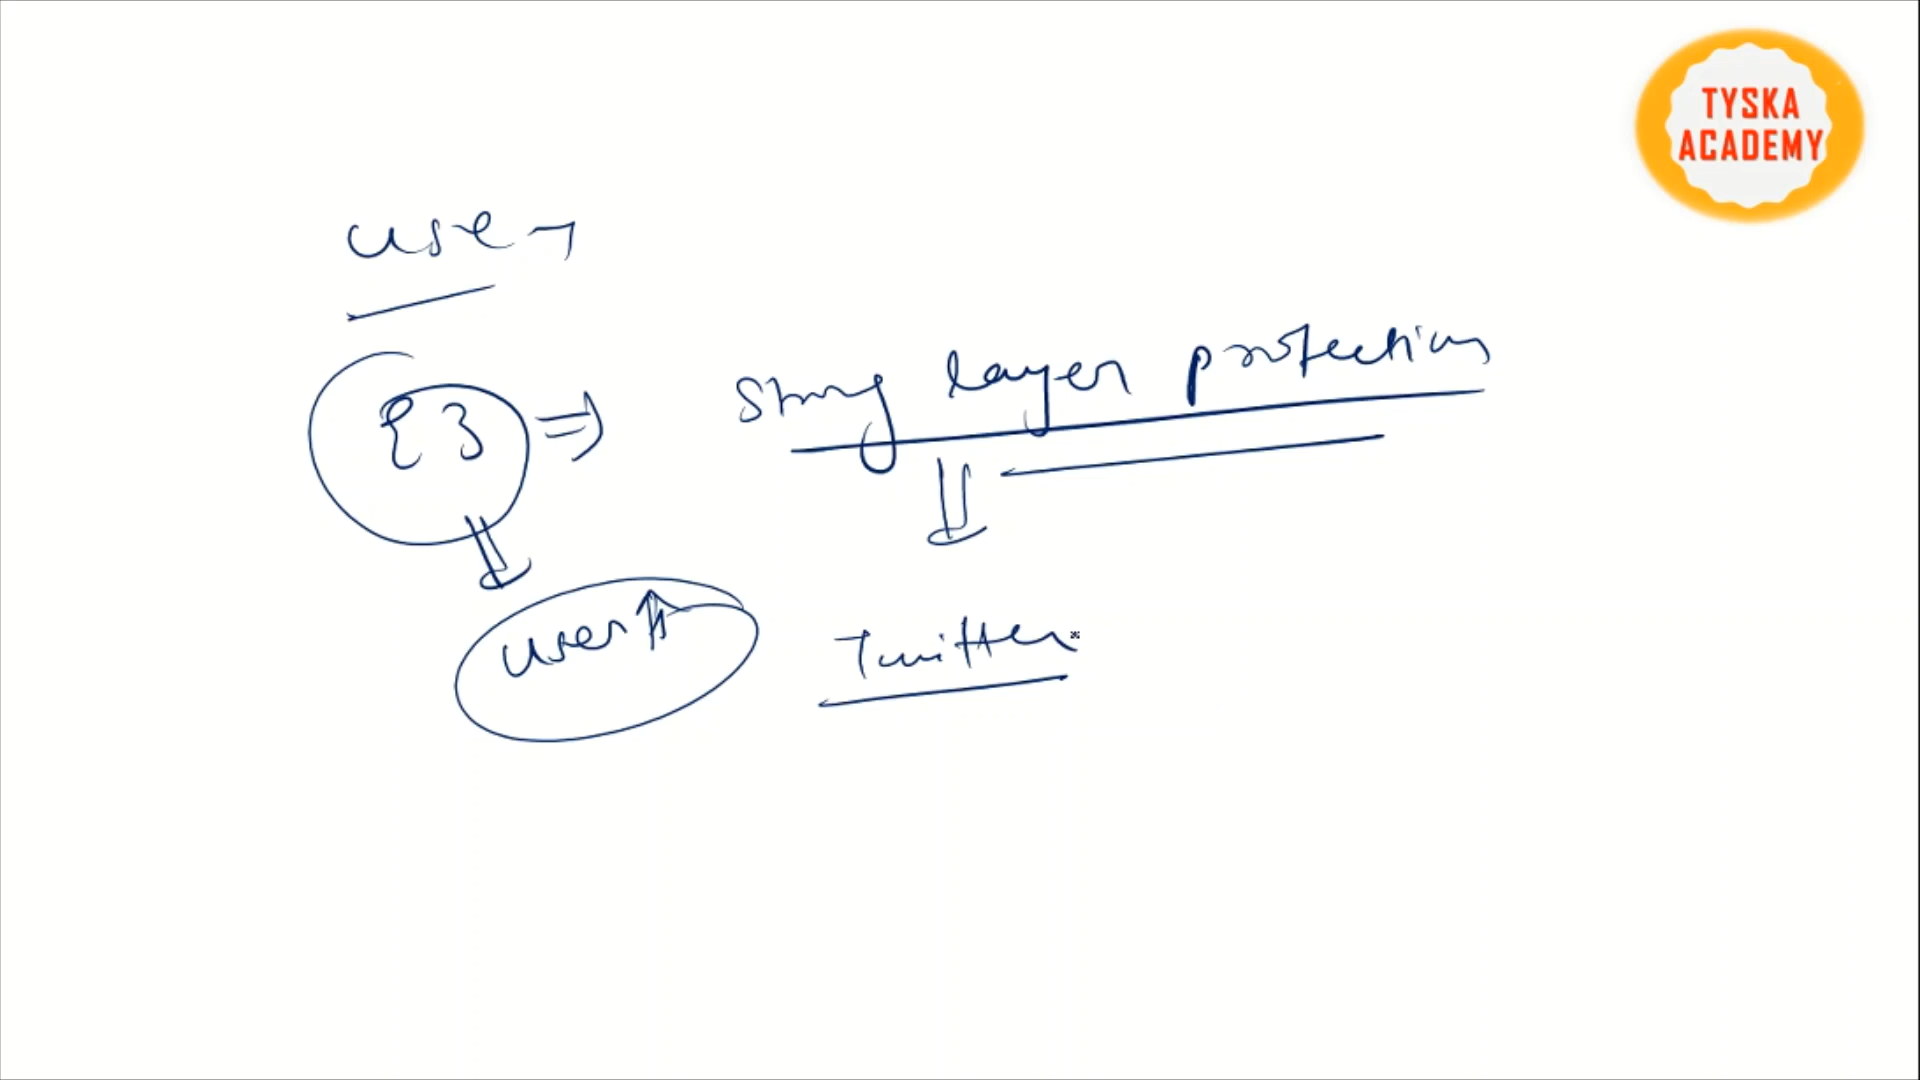 TYSKA
ACADEMY
user
{ } ⇒ Strong layer protection
⇓
⇓
user ⇑
Twitter